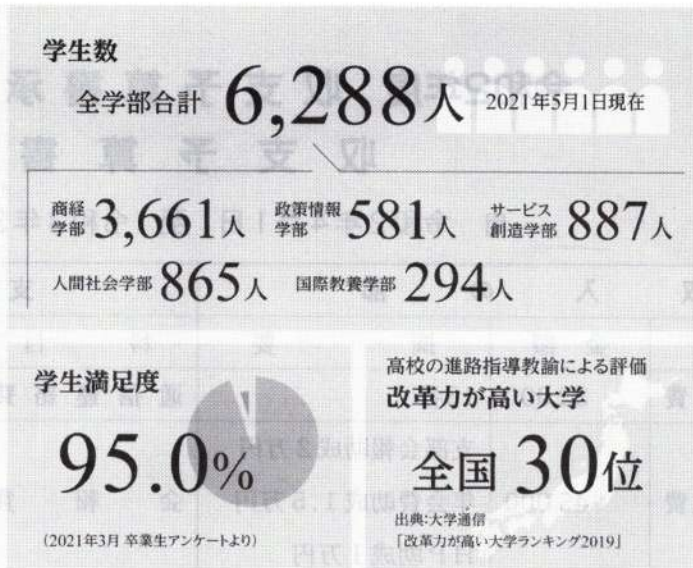 学生数
全学部合計 6,288人 2021年5月1日現在
商経学部 3,661人 政策情報学部 581人 サービス創造学部 887人
人間社会学部 865人 国際教養学部 294人
学生満足度
95.0%
(2021年3月 卒業生アンケートより)
高校の進路指導教諭による評価
改革力が高い大学
全国 30位
出典:大学通信
「改革力が高い大学ランキング2019」